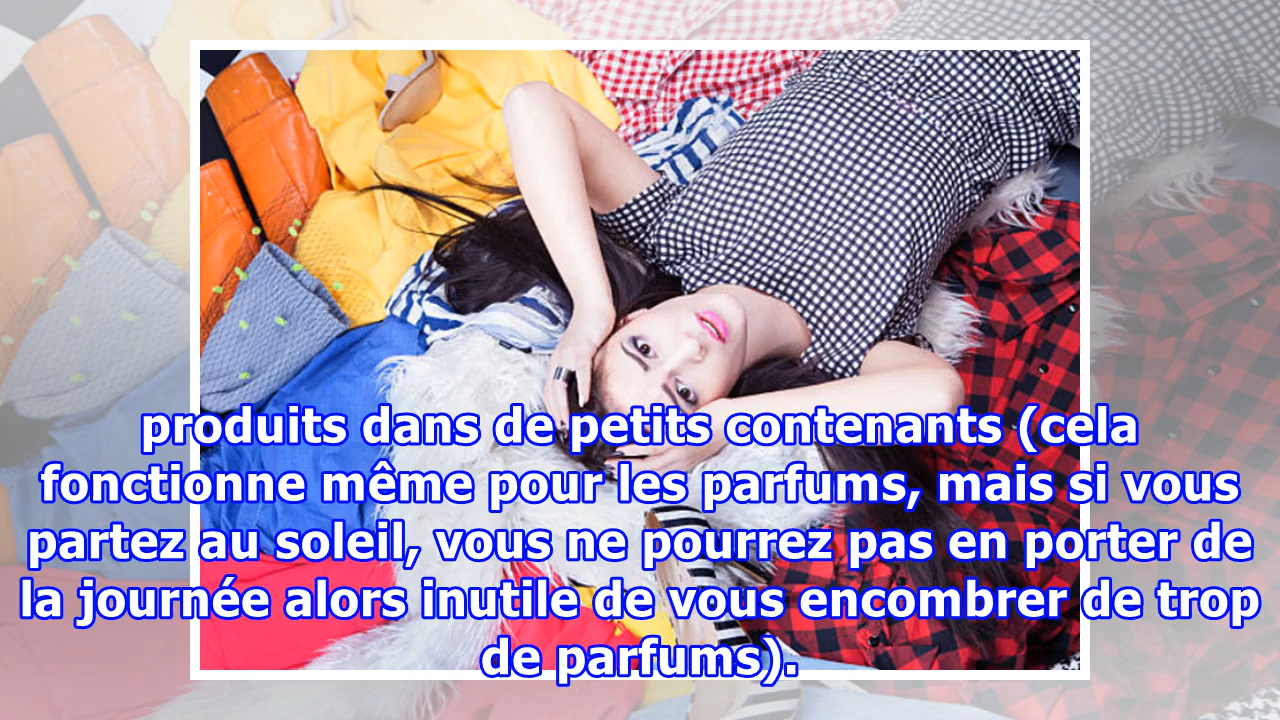 produits dans de petits contenants (cela
fonctionne même pour les parfums, mais si vous
partez au soleil, vous ne pourrez pas en porter de
la journée alors inutile de vous encombrer de trop
de parfums).